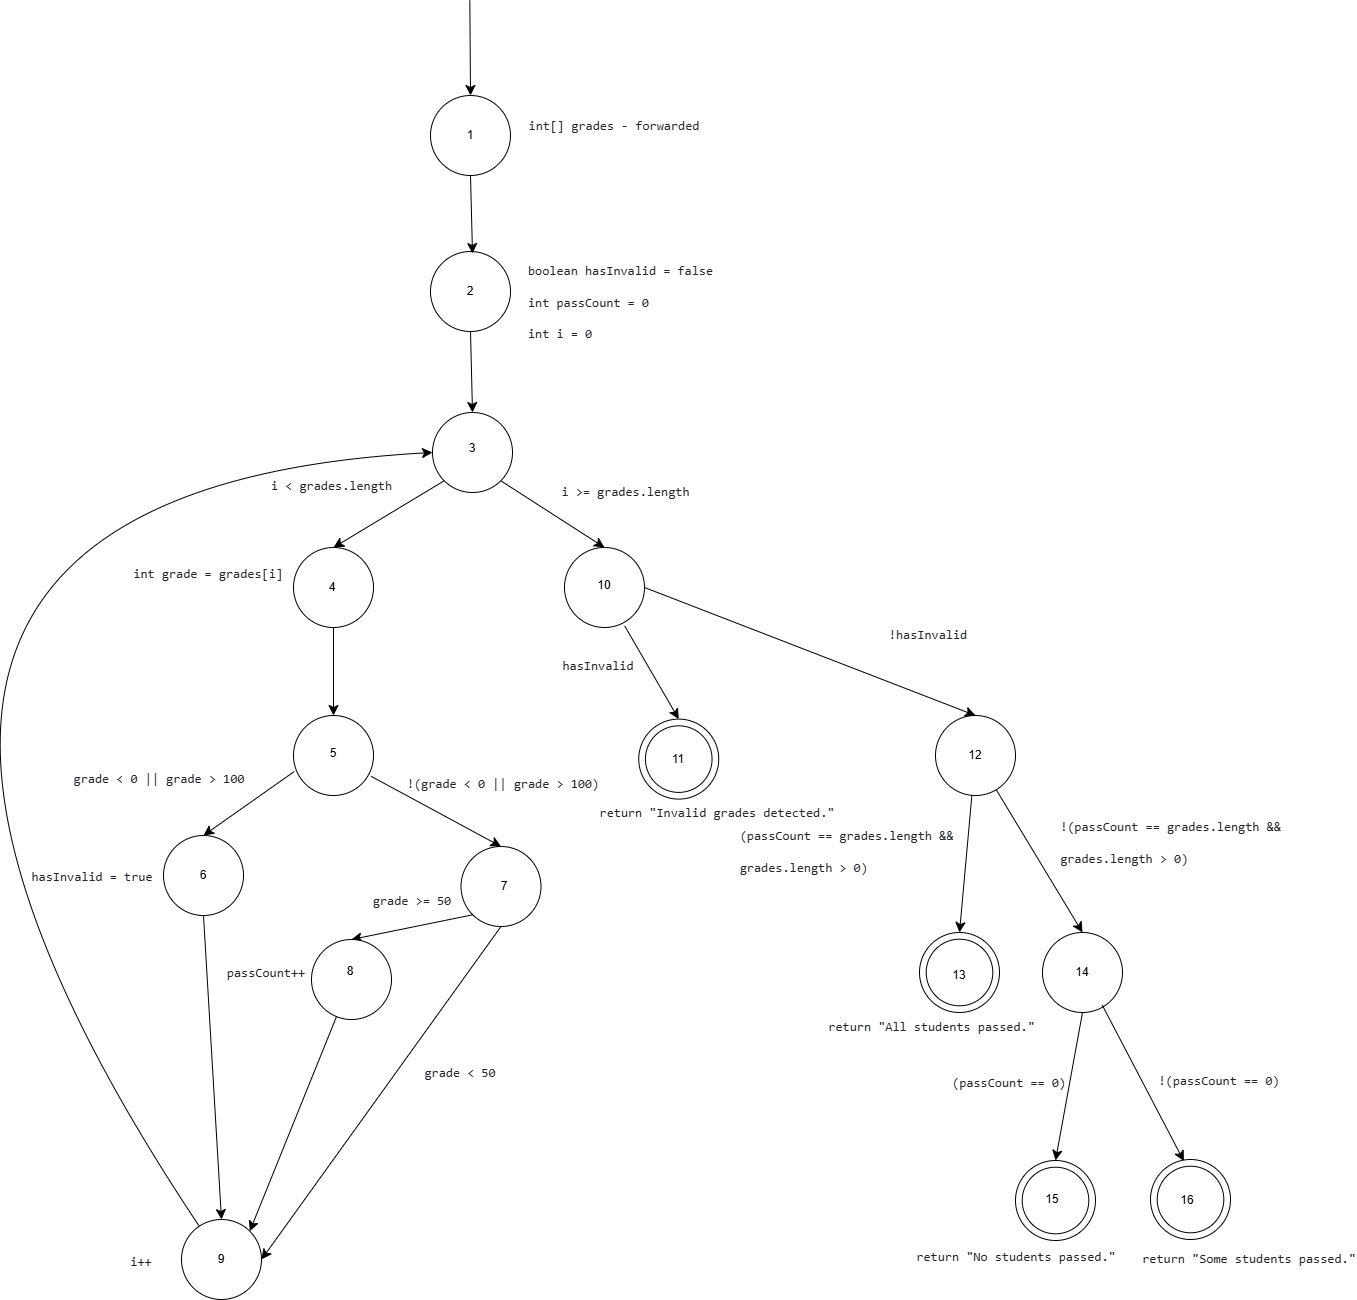 1
int[] grades - forwarded
2
boolean hasInvalid = false
int passCount = 0
int i = 0
3
i < grades.length
i >= grades.length
int grade = grades[i]
4
10
!hasInvalid
hasInvalid
5
11
12
grade < 0 || grade > 100
!(grade < 0 || grade > 100)
return "Invalid grades detected."
(passCount == grades.length &&
grades.length > 0)
!(passCount == grades.length &&
grades.length > 0)
hasInvalid = true
6
7
grade >= 50
passCount++
8
13
14
return "All students passed."
grade < 50
(passCount == 0)
!(passCount == 0)
15
16
i++
9
return "No students passed."
return "Some students passed."